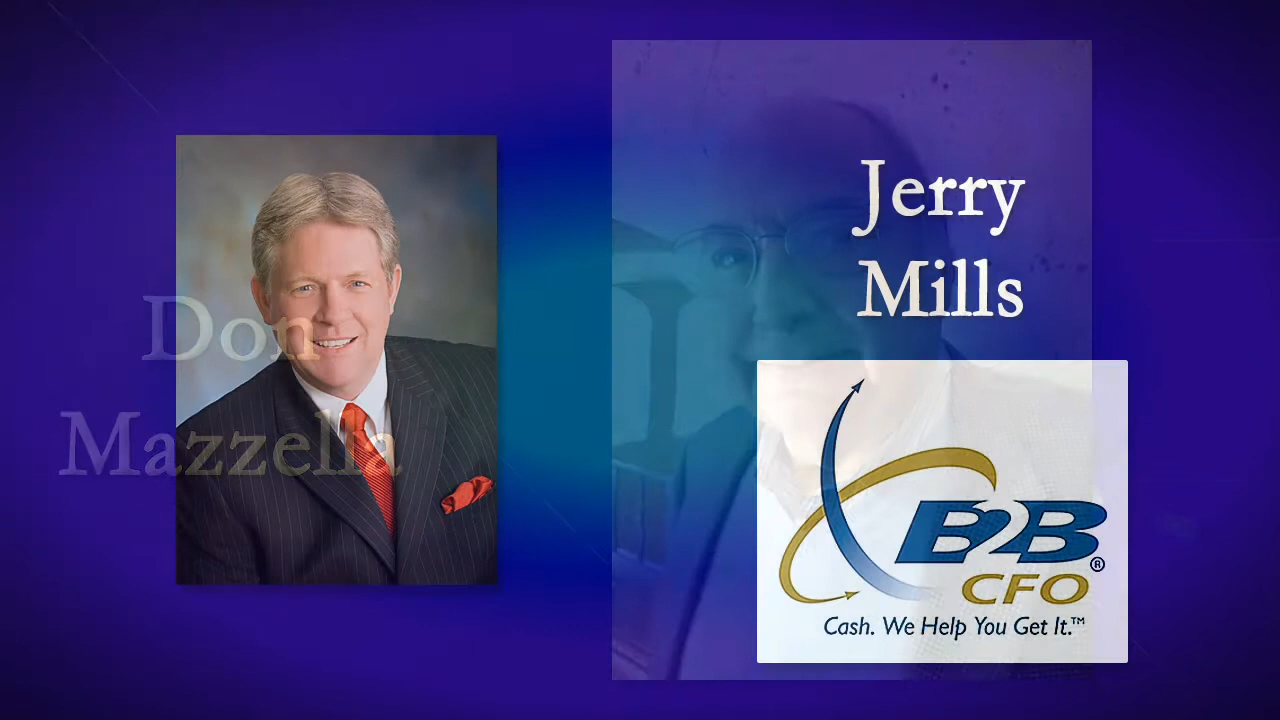 Don
Mazzella
Jerry
Mills
B2B®
CFO
Cash. We Help You Get It.™